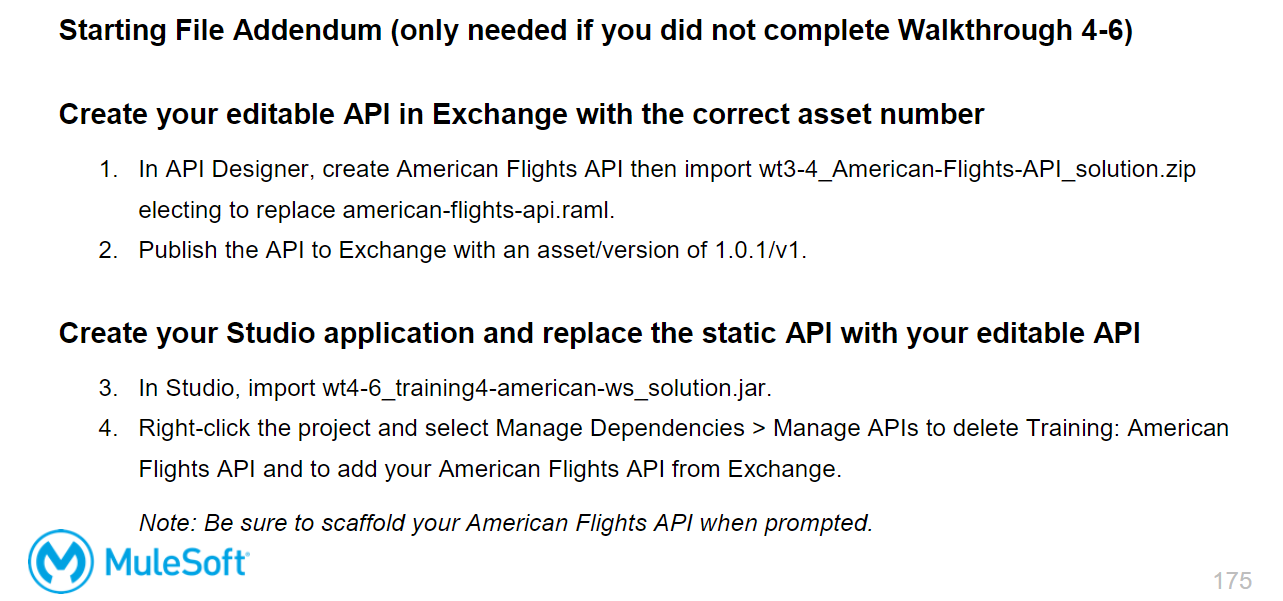 Starting File Addendum (only needed if you did not complete Walkthrough 4-6)
Create your editable API in Exchange with the correct asset number
1. In API Designer, create American Flights API then import wt3-4_American-Flights-API_solution.zip
electing to replace american-flights-api.raml.
2. Publish the API to Exchange with an asset/version of 1.0.1/v1.
Create your Studio application and replace the static API with your editable API
3. In Studio, import wt4-6_training4-american-ws_solution.jar.
4. Right-click the project and select Manage Dependencies > Manage APIs to delete Training: American
Flights API and to add your American Flights API from Exchange.
Note: Be sure to scaffold your American Flights API when prompted.
MuleSoft
175